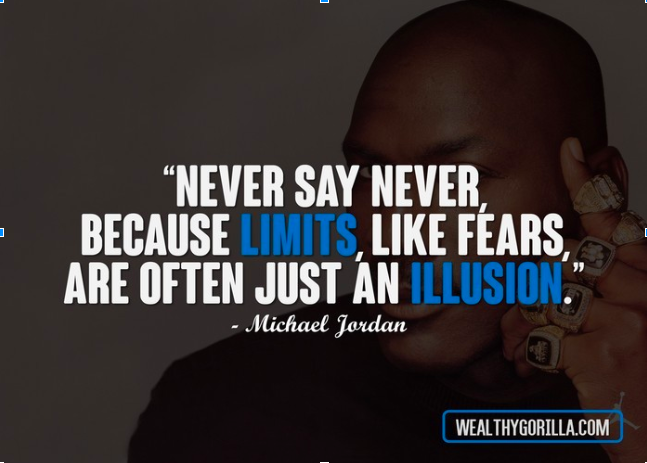 “NEVER SAY NEVER,
BECAUSE LIMITS, LIKE FEARS,
ARE OFTEN JUST AN ILLUSION.”
- Michael Jordan
WEALTHYGORILLA.COM